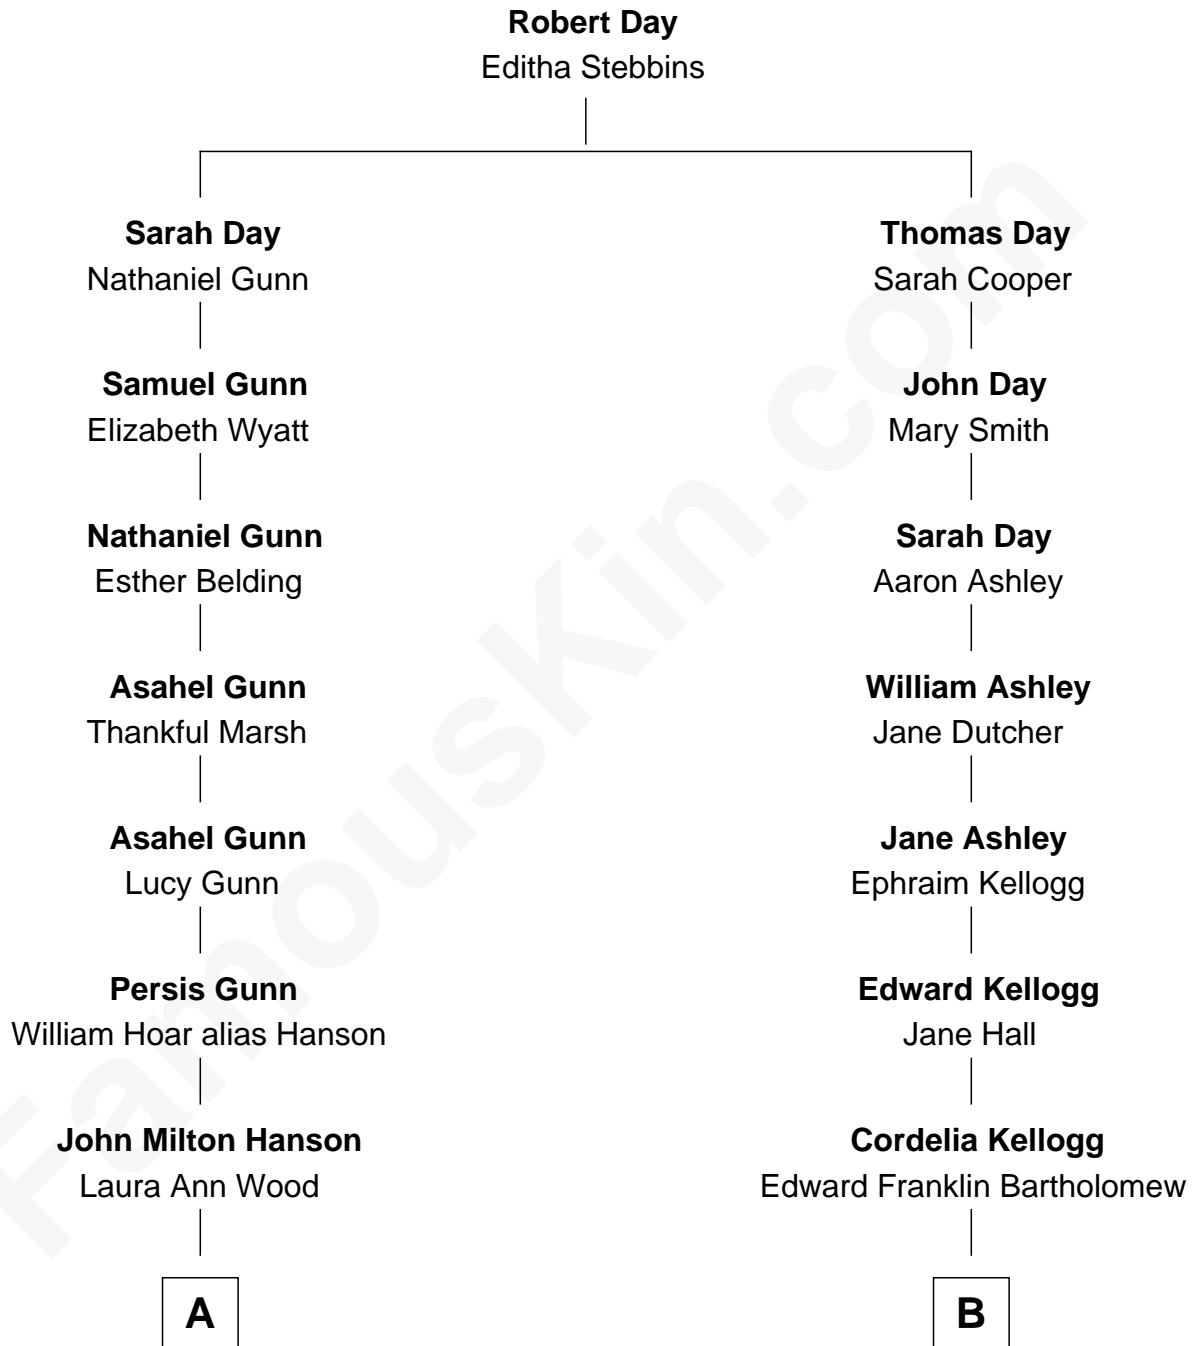 Robert Day
Editha Stebbins
Sarah Day
Nathaniel Gunn
Thomas Day
Sarah Cooper
Samuel Gunn
Elizabeth Wyatt
John Day
Mary Smith
Nathaniel Gunn
Esther Belding
Sarah Day
Aaron Ashley
Asahel Gunn
Thankful Marsh
William Ashley
Jane Dutcher
Asahel Gunn
Lucy Gunn
Jane Ashley
Ephraim Kellogg
Persis Gunn
William Hoar alias Hanson
Edward Kellogg
Jane Hall
John Milton Hanson
Laura Ann Wood
Cordelia Kellogg
Edward Franklin Bartholomew
A
B
FamousKin.com